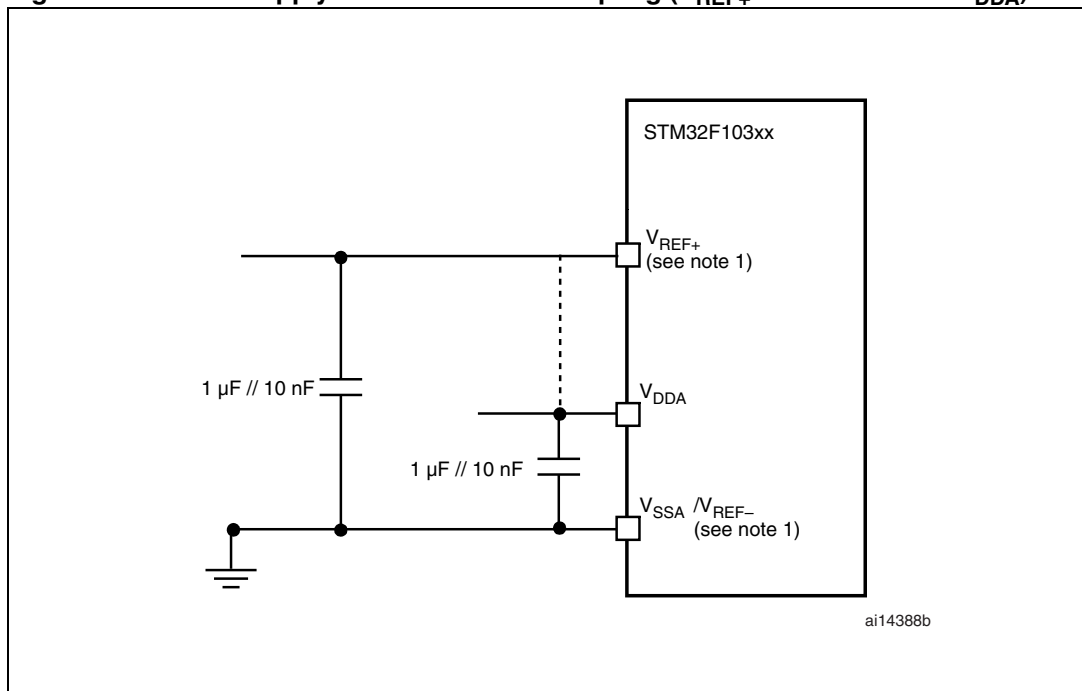 STM32F103xx
VREF+
(see note 1)
1 µF // 10 nF
VDDA
1 µF // 10 nF
VSSA /VREF–
(see note 1)
ai14388b